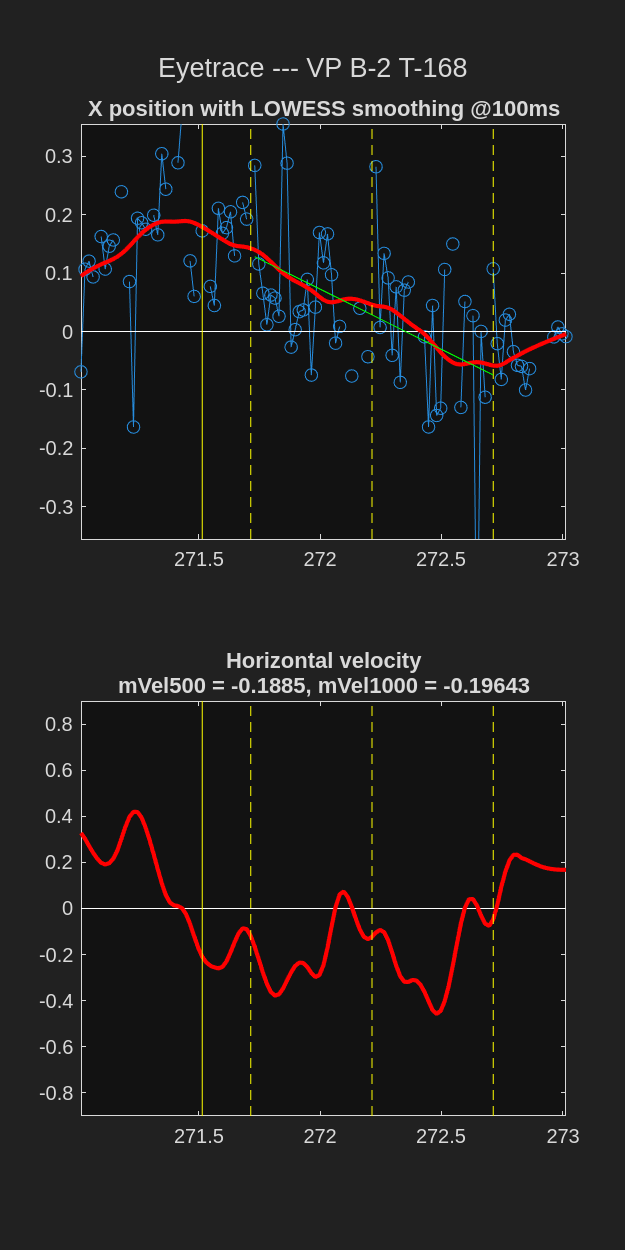 Eyetrace --- VP B-2 T-168
X position with LOWESS smoothing @100ms
0.3
0.2
0.1
0
-0.1
-0.2
-0.3
271.5 272 272.5 273
Horizontal velocity
mVel500 = -0.1885, mVel1000 = -0.19643
0.8
0.6
0.4
0.2
0
-0.2
-0.4
-0.6
-0.8
271.5 272 272.5 273